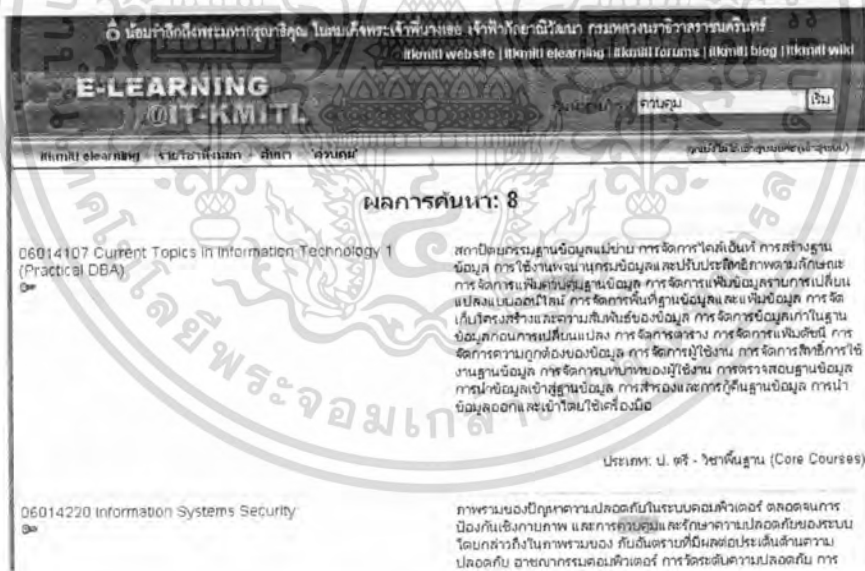 น้อมรำลึกถึงพระมหากรุณาธิคุณ ในสมเด็จพระเจ้าพี่นางเธอ เจ้าฟ้ากัลยาณิวัฒนา กรมหลวงนราธิวาสราชนครินทร์
itkmitl website | itkmitl elearning | itkmitl forums | itkmitl blog | itkmitl wiki
E-LEARNING
@IT-KMITL
ควบคุม
เริ่ม
itkmitl elearning รายวิชาทั้งหมด ค้นหา 'ควบคุม'
ผลการค้นหา: 8
06014107 Current Topics in Information Technology 1
(Practical DBA)
สถาปัตยกรรมฐานข้อมูลแม่ข่าย การจัดการไคล์เอ็นท์ การสร้างฐาน
ข้อมูล การใช้งานพจนานุกรมข้อมูลและปรับประสิทธิภาพตามลักษณะ
การจัดการแฟ้มควบคุมฐานข้อมูล การจัดการแฟ้มข้อมูลรายการเปลี่ยน
แปลงแบบออนไลน์ การจัดการพื้นที่ฐานข้อมูลและแฟ้มข้อมูล การจัด
เก็บโครงสร้างและความสัมพันธ์ของข้อมูล การจัดการข้อมูลเก่าในฐาน
ข้อมูลก่อนการเปลี่ยนแปลง การจัดการตาราง การจัดการแฟ้มดัชนี การ
จัดการความถูกต้องของข้อมูล การจัดการผู้ใช้งาน การจัดการสิทธิ์การใช้
งานฐานข้อมูล การจัดการบทบาทของผู้ใช้งาน การตรวจสอบฐานข้อมูล
การนำข้อมูลเข้าสู่ฐานข้อมูล การสำรองและการกู้คืนฐานข้อมูล การนำ
ข้อมูลออกและเข้าโดยใช้เครื่องมือ
ประเภท: ป. ตรี - วิชาพื้นฐาน (Core Courses)
06014220 Information Systems Security
ภาพรวมของปัญหาความปลอดภัยในระบบคอมพิวเตอร์ ตลอดจนการ
ป้องกันเชิงกายภาพ และการควบคุมและรักษาความปลอดภัยของระบบ
โดยกล่าวถึงในภาพรวมของ ภัยอันตรายที่มีผลต่อประเด็นด้านความ
ปลอดภัย อาชญากรรมคอมพิวเตอร์ การวัดระดับความปลอดภัย การ